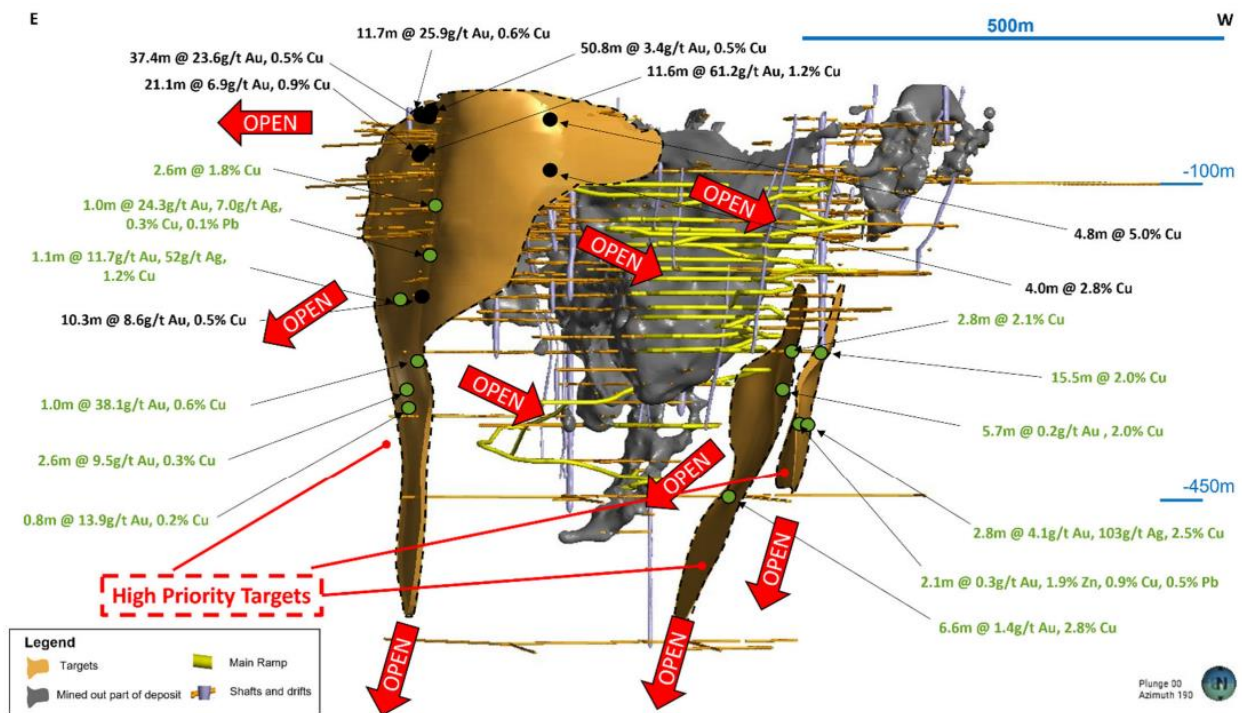 E
W
500m
11.7m @ 25.9g/t Au, 0.6% Cu
37.4m @ 23.6g/t Au, 0.5% Cu
50.8m @ 3.4g/t Au, 0.5% Cu
21.1m @ 6.9g/t Au, 0.9% Cu
11.6m @ 61.2g/t Au, 1.2% Cu
OPEN
2.6m @ 1.8% Cu
-100m
1.0m @ 24.3g/t Au, 7.0g/t Ag,
0.3% Cu, 0.1% Pb
OPEN
4.8m @ 5.0% Cu
1.1m @ 11.7g/t Au, 52g/t Ag,
1.2% Cu
OPEN
4.0m @ 2.8% Cu
OPEN
10.3m @ 8.6g/t Au, 0.5% Cu
2.8m @ 2.1% Cu
15.5m @ 2.0% Cu
1.0m @ 38.1g/t Au, 0.6% Cu
OPEN
5.7m @ 0.2g/t Au , 2.0% Cu
2.6m @ 9.5g/t Au, 0.3% Cu
OPEN
-450m
0.8m @ 13.9g/t Au, 0.2% Cu
2.8m @ 4.1g/t Au, 103g/t Ag, 2.5% Cu
OPEN
2.1m @ 0.3g/t Au, 1.9% Zn, 0.9% Cu, 0.5% Pb
High Priority Targets
6.6m @ 1.4g/t Au, 2.8% Cu
OPEN
OPEN
Legend
Targets
Main Ramp
Mined out part of deposit
Shafts and drifts
Plunge 00
Azimuth 190
N